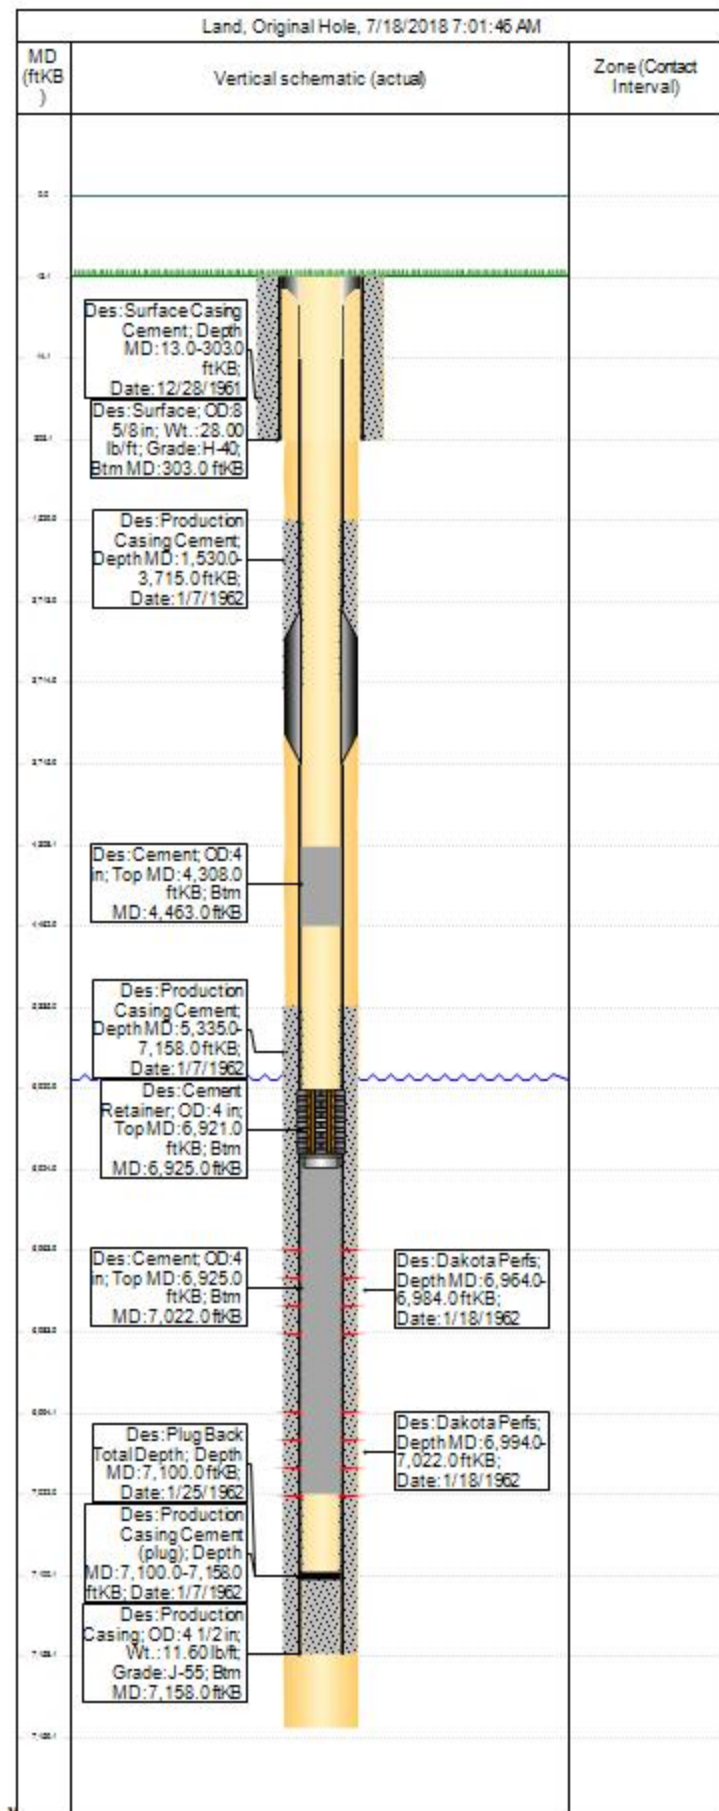 Land, Original Hole, 7/18/2018 7:01:46 AM
MD
(ftKB
)
Vertical schematic (actual)
Zone (Contact
Interval)
Des:Surface Casing
Cement; Depth
MD:13.0-303.0
ftKB;
Date:12/28/1961
Des:Surface; OD:8
5/8in; Wt.:28.00
lb/ft; Grade:H-40;
Btm MD:303.0 ftKB
Des:Production
Casing Cement;
Depth MD:1,530.0-
3,715.0 ftKB;
Date:1/7/1962
Des:Cement; OD:4
in; Top MD:4,308.0
ftKB; Btm
MD:4,463.0 ftKB
Des:Production
Casing Cement;
Depth MD:5,335.0-
7,158.0 ftKB;
Date:1/7/1962
Des:Cement
Retainer; OD:4 in;
Top MD:6,921.0
ftKB; Btm
MD:6,925.0 ftKB
Des:Cement; OD:4
in; Top MD:6,925.0
ftKB; Btm
MD:7,022.0 ftKB
Des:Dakota Perfs;
Depth MD:6,964.0-
6,984.0 ftKB;
Date:1/18/1962
Des:Dakota Perfs;
Depth MD:6,994.0-
7,022.0 ftKB;
Date:1/18/1962
Des:Plug Back
Total Depth; Depth
MD:7,100.0 ftKB;
Date:1/25/1962
Des:Production
Casing Cement
(plug); Depth
MD:7,100.0-7,158.0
ftKB; Date:1/7/1962
Des:Production
Casing; OD:4 1/2 in;
Wt.:11.60 lb/ft;
Grade:J-55; Btm
MD:7,158.0 ftKB